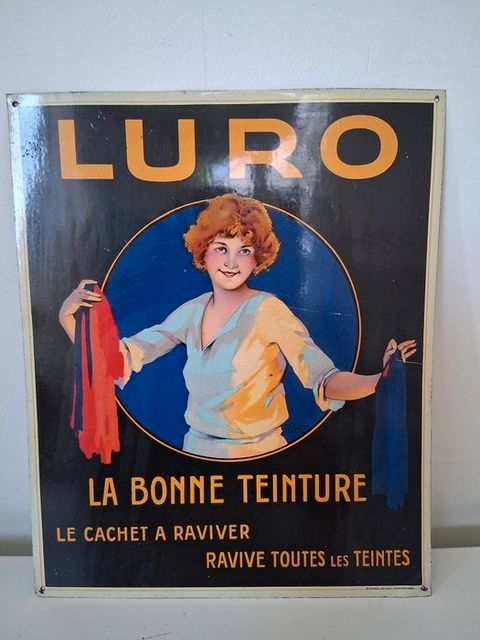 LURO
LA BONNE TEINTURE
LE CACHET A RAVIVER
RAVIVE TOUTES LES TEINTES